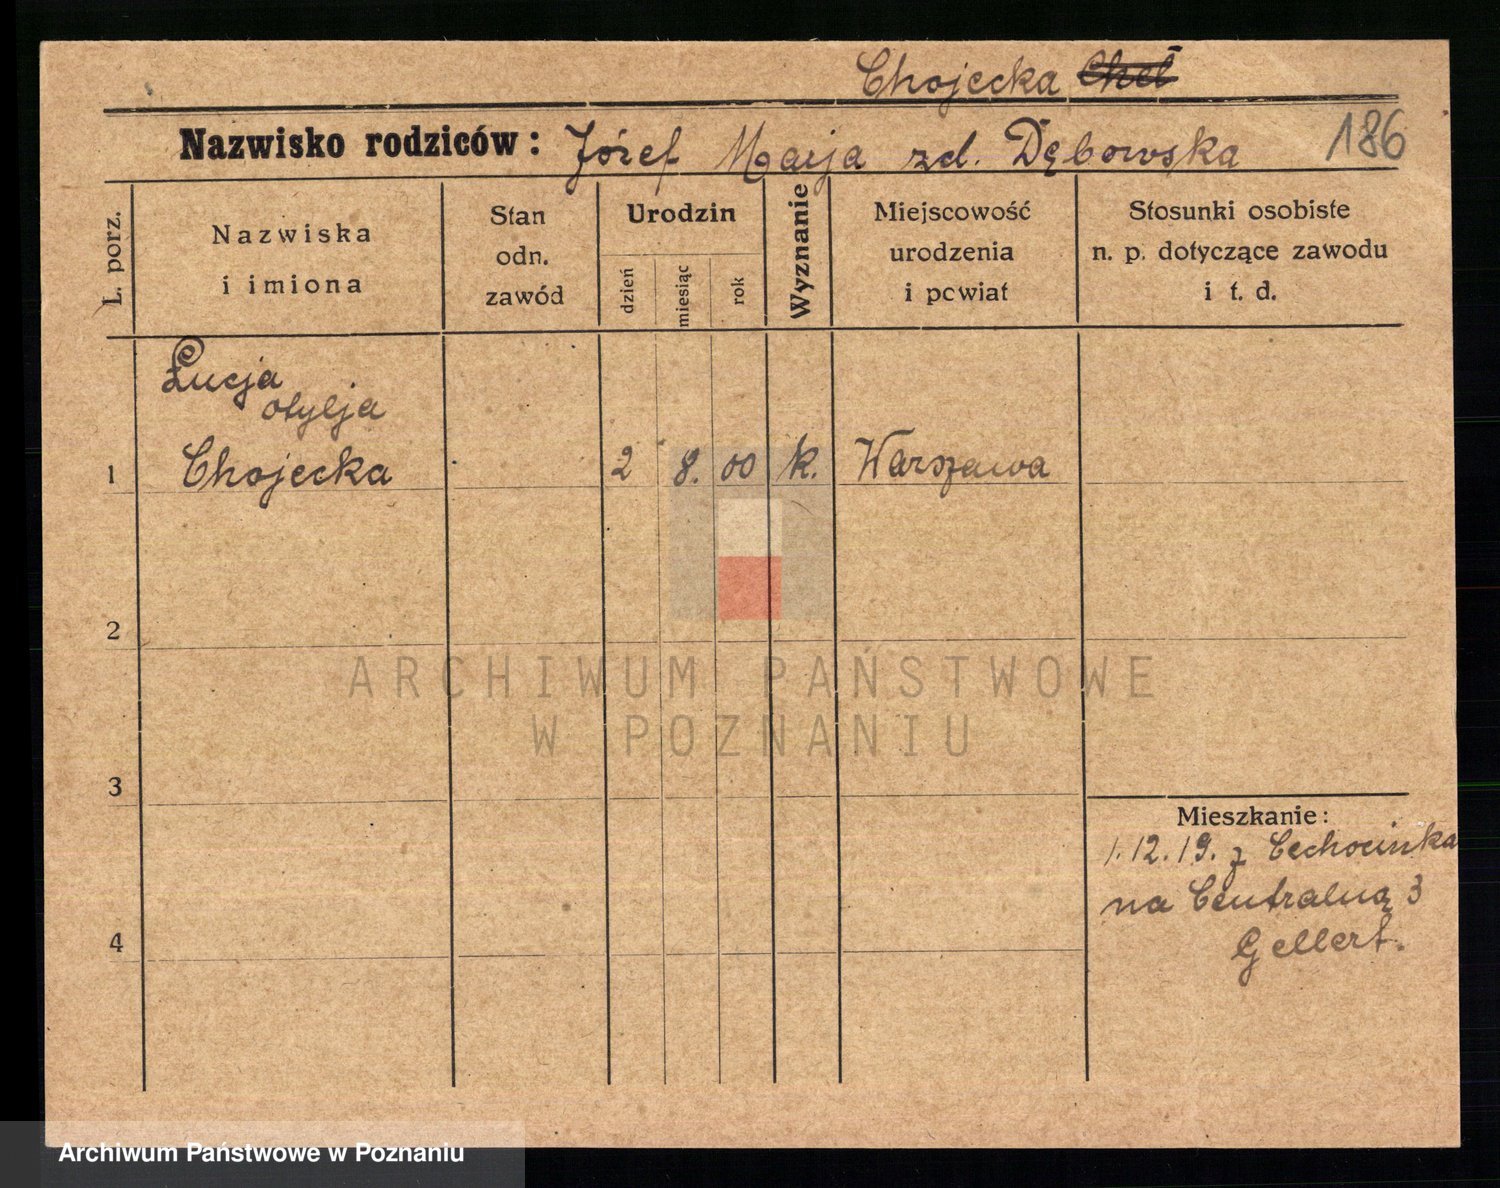 Chojecka
Nazwisko rodziców: Józef Marja zd. Dębowska 186
L. porz.
Nazwiska
i imiona
Stan
odn.
zawód
Urodzin
dzień
miesiąc
rok
Wyznanie
Miejscowość
urodzenia
i powiat
Stosunki osobiste
n. p. dotyczące zawodu
i t. d.
Łucja
Otylja
1 Chojecka 2 8. 00 k. Warszawa
2
ARCHIWUM PAŃSTWOWE
W POZNANIU
3
Mieszkanie:
1.12.19. z Cechocinka
na Centralną 3
Gellert.
4
Archiwum Państwowe w Poznaniu